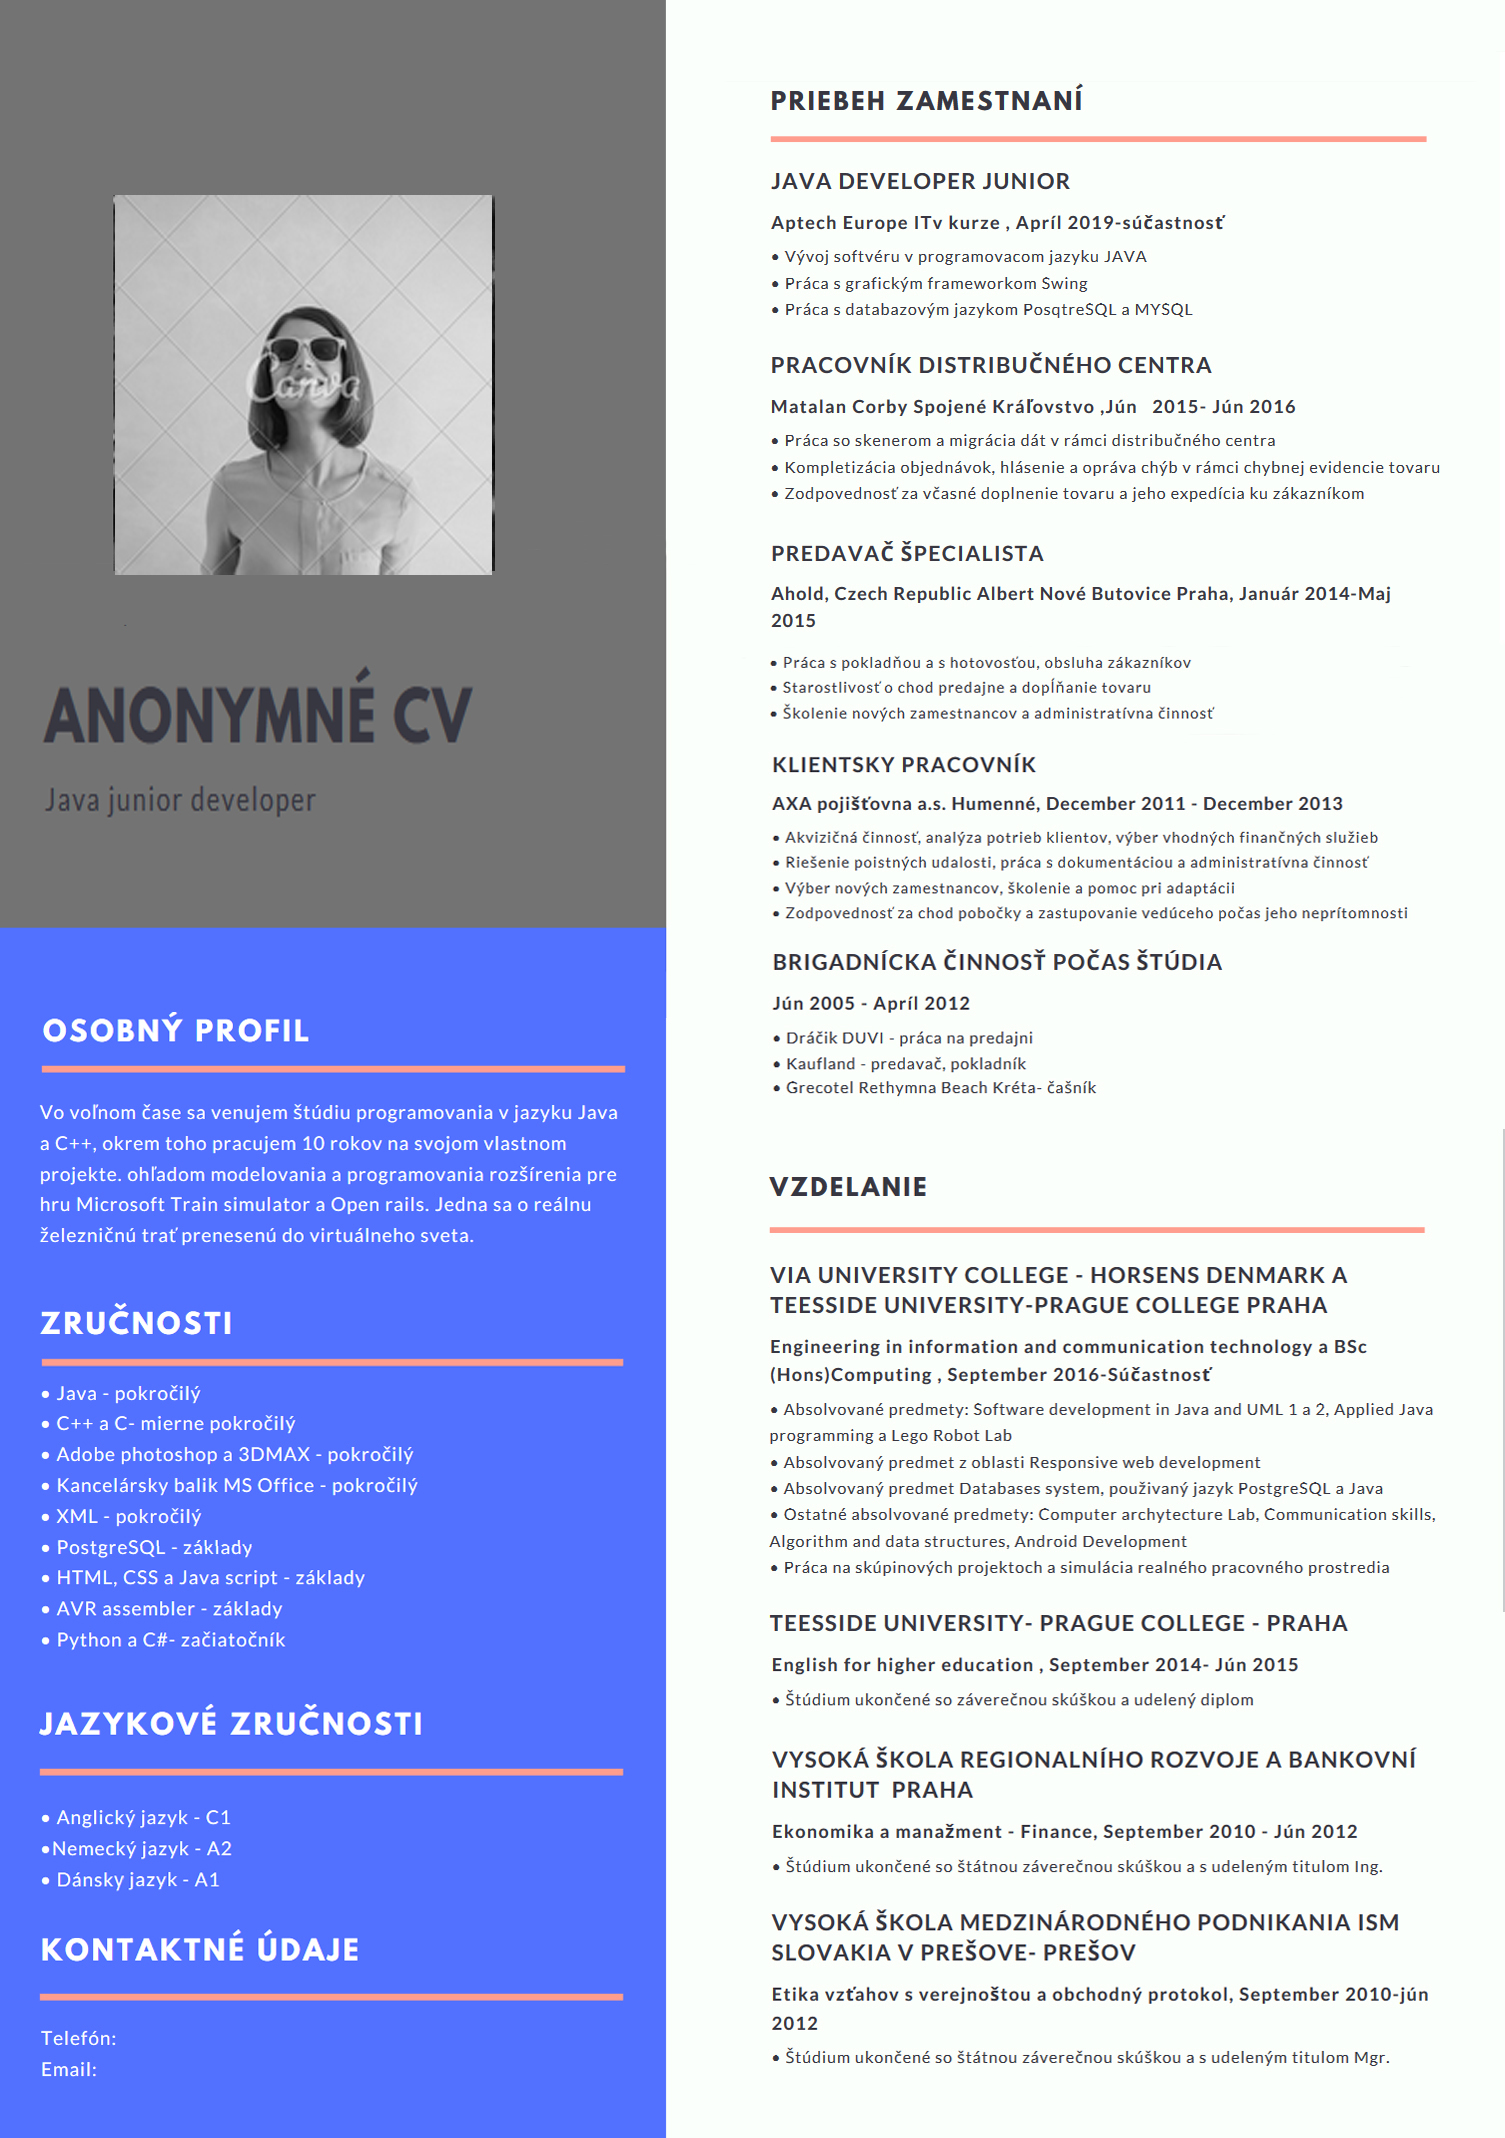 Canva
ANONYMNÉ CV
Java junior developer
OSOBNÝ PROFIL
Vo voľnom čase sa venujem štúdiu programovania v jazyku Java
a C++, okrem toho pracujem 10 rokov na svojom vlastnom
projekte. ohľadom modelovania a programovania rozšírenia pre
hru Microsoft Train simulator a Open rails. Jedna sa o reálnu
železničnú trať prenesenú do virtuálneho sveta.
ZRUČNOSTI
• Java - pokročilý
• C++ a C- mierne pokročilý
• Adobe photoshop a 3DMAX - pokročilý
• Kancelársky balik MS Office - pokročilý
• XML - pokročilý
• PostgreSQL - základy
• HTML, CSS a Java script - základy
• AVR assembler - základy
• Python a C#- začiatočník
JAZYKOVÉ ZRUČNOSTI
• Anglický jazyk - C1
•Nemecký jazyk - A2
• Dánsky jazyk - A1
KONTAKTNÉ ÚDAJE
Telefón:
Email:
PRIEBEH ZAMESTNANÍ
JAVA DEVELOPER JUNIOR
Aptech Europe ITv kurze , Apríl 2019-súčastnosť
• Vývoj softvéru v programovacom jazyku JAVA
• Práca s grafickým frameworkom Swing
• Práca s databazovým jazykom PosqtreSQL a MYSQL
PRACOVNÍK DISTRIBUČNÉHO CENTRA
Matalan Corby Spojené Kráľovstvo ,Jún 2015- Jún 2016
• Práca so skenerom a migrácia dát v rámci distribučného centra
• Kompletizácia objednávok, hlásenie a opráva chýb v rámci chybnej evidencie tovaru
• Zodpovednosť za včasné doplnenie tovaru a jeho expedícia ku zákazníkom
PREDAVAČ ŠPECIALISTA
Ahold, Czech Republic Albert Nové Butovice Praha, Január 2014-Maj
2015
• Práca s pokladňou a s hotovosťou, obsluha zákazníkov
• Starostlivosť o chod predajne a dopĺňanie tovaru
• Školenie nových zamestnancov a administratívna činnosť
KLIENTSKY PRACOVNÍK
AXA pojišťovna a.s. Humenné, December 2011 - December 2013
• Akvizičná činnosť, analýza potrieb klientov, výber vhodných finančných služieb
• Riešenie poistných udalosti, práca s dokumentáciou a administratívna činnosť
• Výber nových zamestnancov, školenie a pomoc pri adaptácii
• Zodpovednosť za chod pobočky a zastupovanie vedúceho počas jeho neprítomnosti
BRIGADNÍCKA ČINNOSŤ POČAS ŠTÚDIA
Jún 2005 - Apríl 2012
• Dráčik DUVI - práca na predajni
• Kaufland - predavač, pokladník
• Grecotel Rethymna Beach Kréta- čašník
VZDELANIE
VIA UNIVERSITY COLLEGE - HORSENS DENMARK A
TEESSIDE UNIVERSITY-PRAGUE COLLEGE PRAHA
Engineering in information and communication technology a BSc
(Hons)Computing , September 2016-Súčastnosť
• Absolvované predmety: Software development in Java and UML 1 a 2, Applied Java
programming a Lego Robot Lab
• Absolvovaný predmet z oblasti Responsive web development
• Absolvovaný predmet Databases system, použivaný jazyk PostgreSQL a Java
• Ostatné absolvované predmety: Computer archytecture Lab, Communication skills,
Algorithm and data structures, Android Development
• Práca na skúpinových projektoch a simulácia realného pracovného prostredia
TEESSIDE UNIVERSITY- PRAGUE COLLEGE - PRAHA
English for higher education , September 2014- Jún 2015
• Štúdium ukončené so záverečnou skúškou a udelený diplom
VYSOKÁ ŠKOLA REGIONALNÍHO ROZVOJE A BANKOVNÍ
INSTITUT PRAHA
Ekonomika a manažment - Finance, September 2010 - Jún 2012
• Štúdium ukončené so štátnou záverečnou skúškou a s udeleným titulom Ing.
VYSOKÁ ŠKOLA MEDZINÁRODNÉHO PODNIKANIA ISM
SLOVAKIA V PREŠOVE- PREŠOV
Etika vzťahov s verejnoštou a obchodný protokol, September 2010-jún
2012
• Štúdium ukončené so štátnou záverečnou skúškou a s udeleným titulom Mgr.